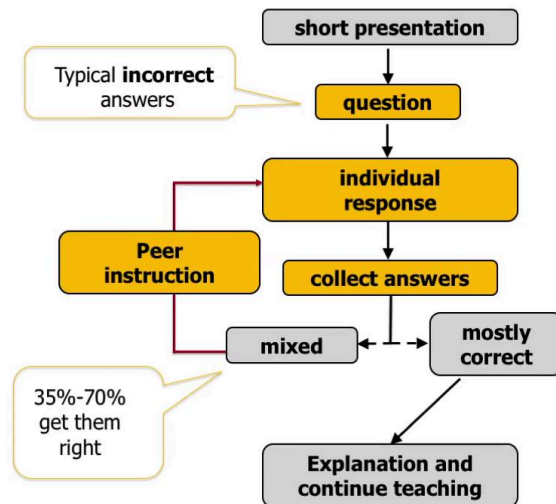 short presentation
Typical incorrect
answers
question
individual
response
Peer
instruction
collect answers
mixed
mostly
correct
35%-70%
get them
right
Explanation and
continue teaching